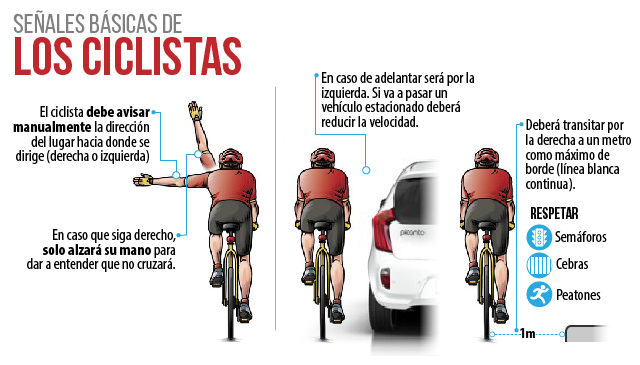 SEÑALES BÁSICAS DE
LOS CICLISTAS
El ciclista debe avisar
manualmente la dirección
del lugar hacia donde se
dirige (derecha o izquierda)
En caso que siga derecho,
solo alzará su mano para
dar a entender que no cruzará.
En caso de adelantar será por la
izquierda. Si va a pasar un
vehículo estacionado deberá
reducir la velocidad.
picanto
Deberá transitar por
la derecha a un metro
como máximo de
borde (línea blanca
continua).
RESPETAR
Semáforos
Cebras
Peatones
1m